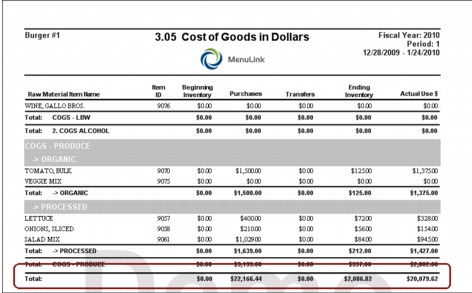 Burger #1
3.05 Cost of Goods in Dollars
Fiscal Year: 2010
Period: 1
12/28/2009 - 1/24/2010
MenuLink
Raw Material Item Name Item ID Beginning Inventory Purchases Transfers Ending Inventory Actual Use $
WINE, GALLO BROS. 9076 $0.00 $0.00 $0.00 $0.00 $0.00
Total: COGS - LBW $0.00 $0.00 $0.00 $0.00 $0.00
Total: 2. COGS ALCOHOL $0.00 $0.00 $0.00 $0.00
COGS - PRODUCE
-> ORGANIC
TOMATO, BULK 9070 $0.00 $1,500.00 $0.00 $125.00 $1,375.00
VEGGIE MIX 9075 $0.00 $0.00 $0.00 $0.00 $0.00
Total: -> ORGANIC $0.00 $1,500.00 $0.00 $125.00 $1,375.00
-> PROCESSED
LETTUCE 9057 $0.00 $400.00 $0.00 $72.00 $328.00
ONIONS, SLICED 9058 $0.00 $210.00 $0.00 $56.00 $154.00
SALAD MIX 9061 $0.00 $1,029.00 $0.00 $84.00 $945.00
Total: -> PROCESSED $0.00 $1,639.00 $0.00 $212.00 $1,427.00
Total: COGS - PRODUCE $0.00 $3,139.00 $0.00 $337.00 $2,802.00
Total: $0.00 $22,166.44 $0.00 $2,086.82 $20,079.62